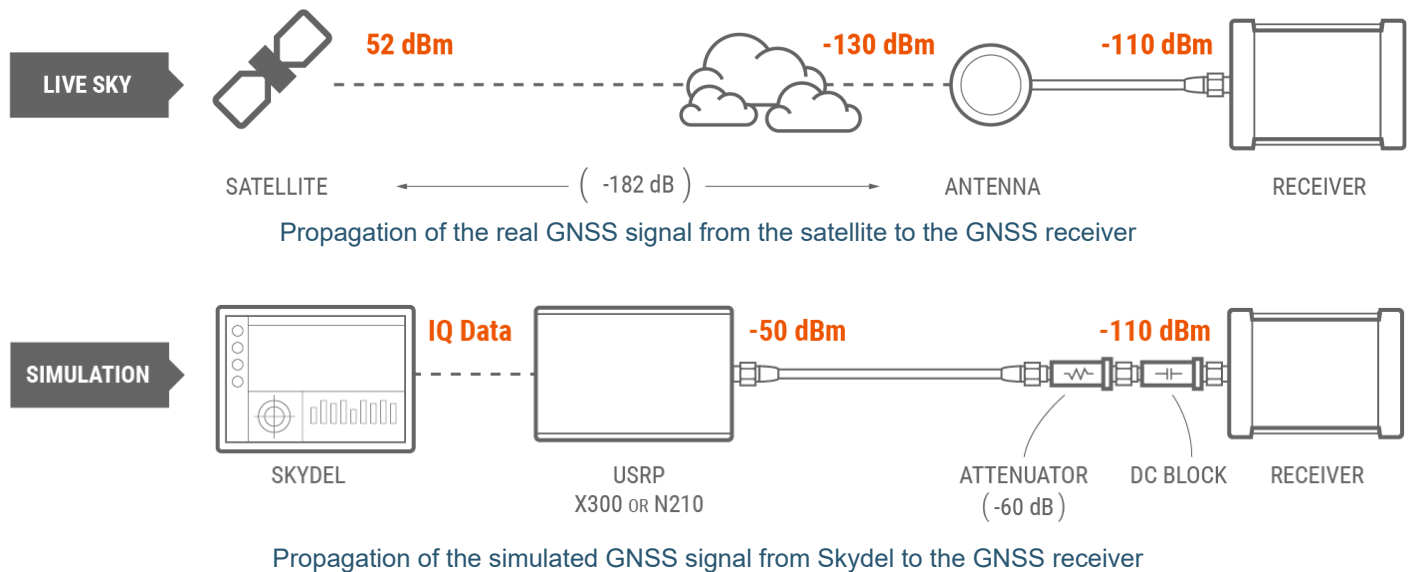 52 dBm
-130 dBm
-110 dBm
LIVE SKY
SATELLITE
( -182 dB )
ANTENNA
RECEIVER
Propagation of the real GNSS signal from the satellite to the GNSS receiver
IQ Data
-50 dBm
-110 dBm
SIMULATION
SKYDEL
USRP
X300 OR N210
ATTENUATOR
( -60 dB )
DC BLOCK
RECEIVER
Propagation of the simulated GNSS signal from Skydel to the GNSS receiver